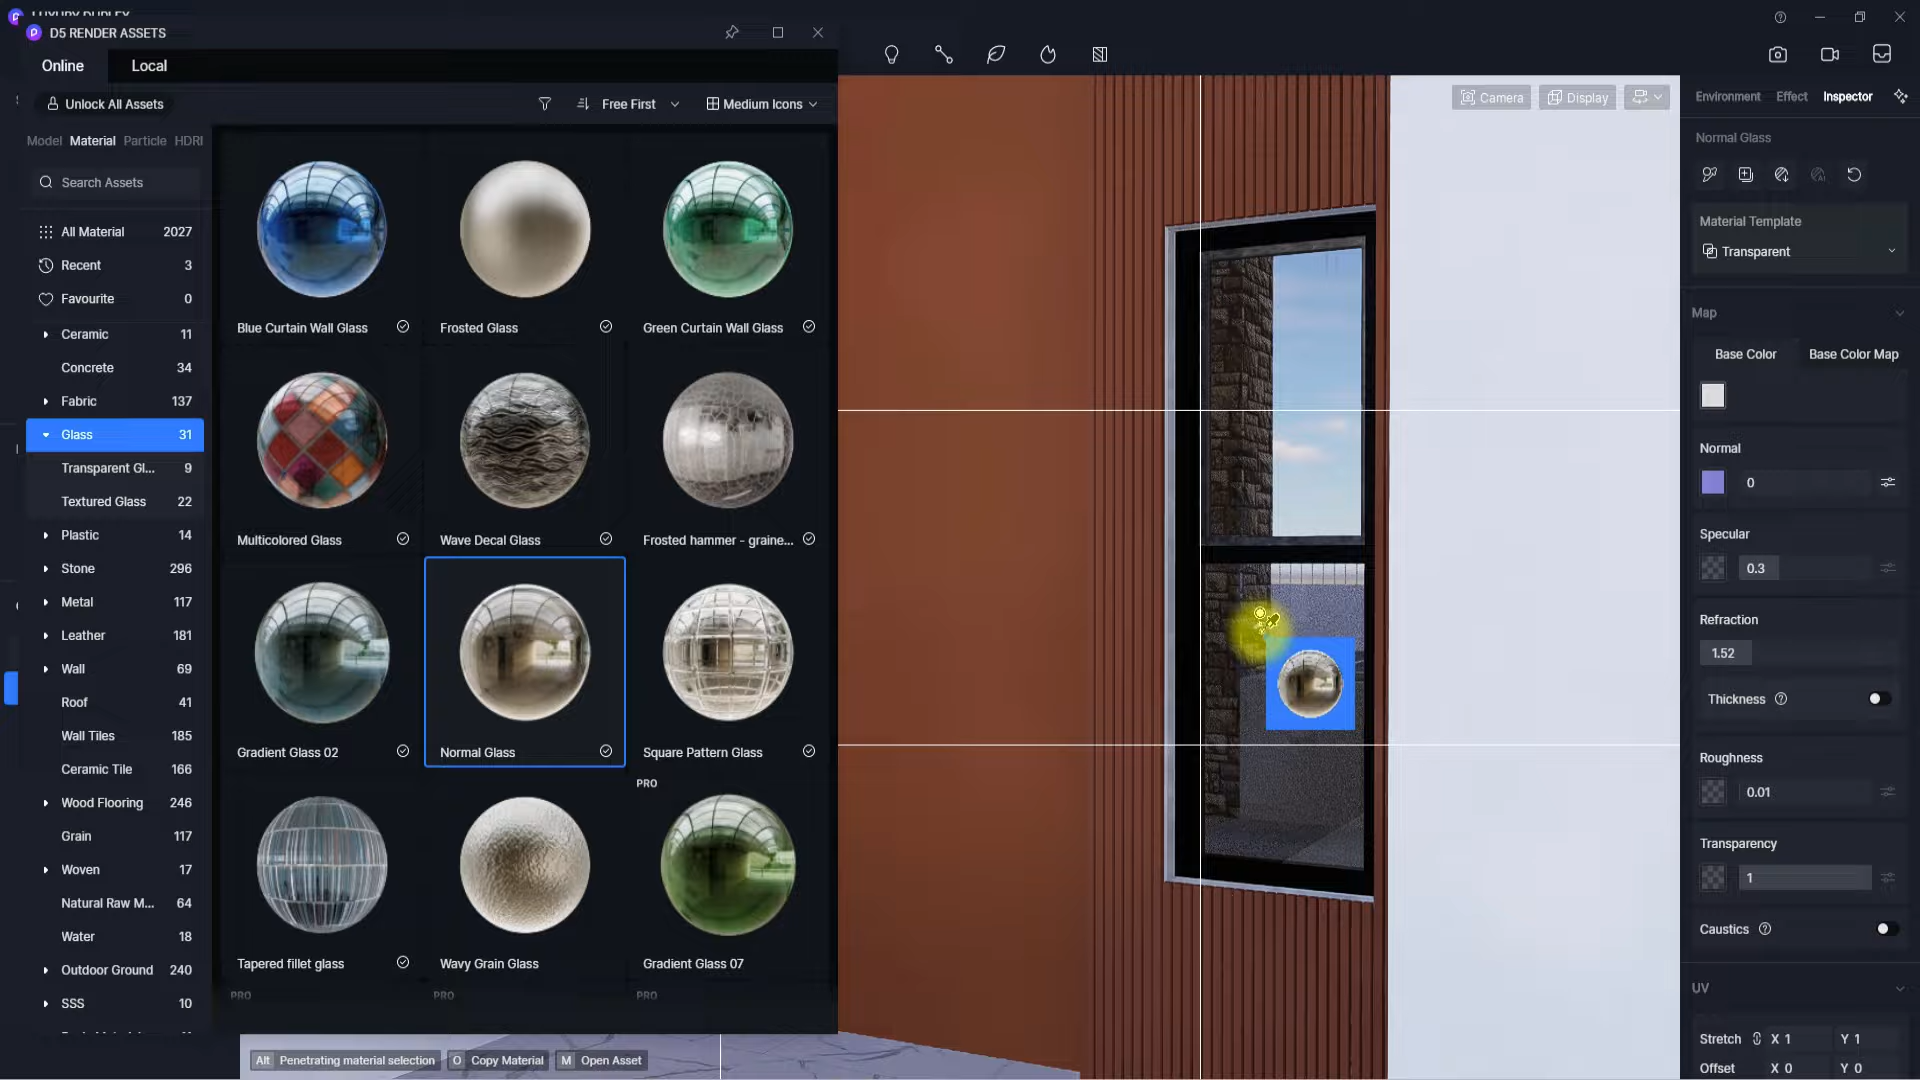 D5 RENDER ASSETS
Online
Local
Unlock All Assets
Free First
Medium Icons
Model
Material
Particle
HDRI
Search Assets
All Material 2027
Recent 3
Favourite 0
Ceramic 11
Concrete 34
Fabric 137
Glass 31
Transparent Gl... 9
Textured Glass 22
Plastic 14
Stone 296
Metal 117
Leather 181
Wall 69
Roof 41
Wall Tiles 185
Ceramic Tile 166
Wood Flooring 246
Grain 117
Woven 17
Natural Raw M... 64
Water 18
Outdoor Ground 240
SSS 10
Blue Curtain Wall Glass
Frosted Glass
Green Curtain Wall Glass
Multicolored Glass
Wave Decal Glass
Frosted hammer - graine...
Gradient Glass 02
Normal Glass
Square Pattern Glass
PRO
Tapered fillet glass
Wavy Grain Glass
Gradient Glass 07
PRO
PRO
PRO
Camera
Display
Alt Penetrating material selection
O Copy Material
M Open Asset
Environment
Effect
Inspector
Normal Glass
Material Template
Transparent
Map
Base Color
Base Color Map
Normal
0
Specular
0.3
Refraction
1.52
Thickness
Roughness
0.01
Transparency
1
Caustics
UV
Stretch X 1 Y 1
Offset X 0 Y 0